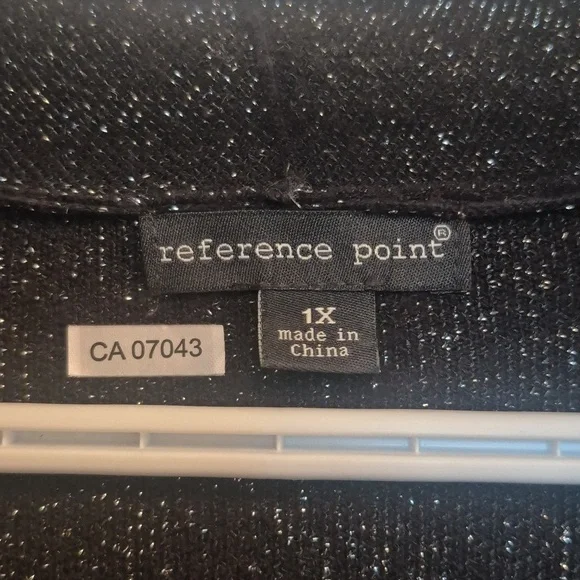 reference point®
1X
made in
China
CA 07043